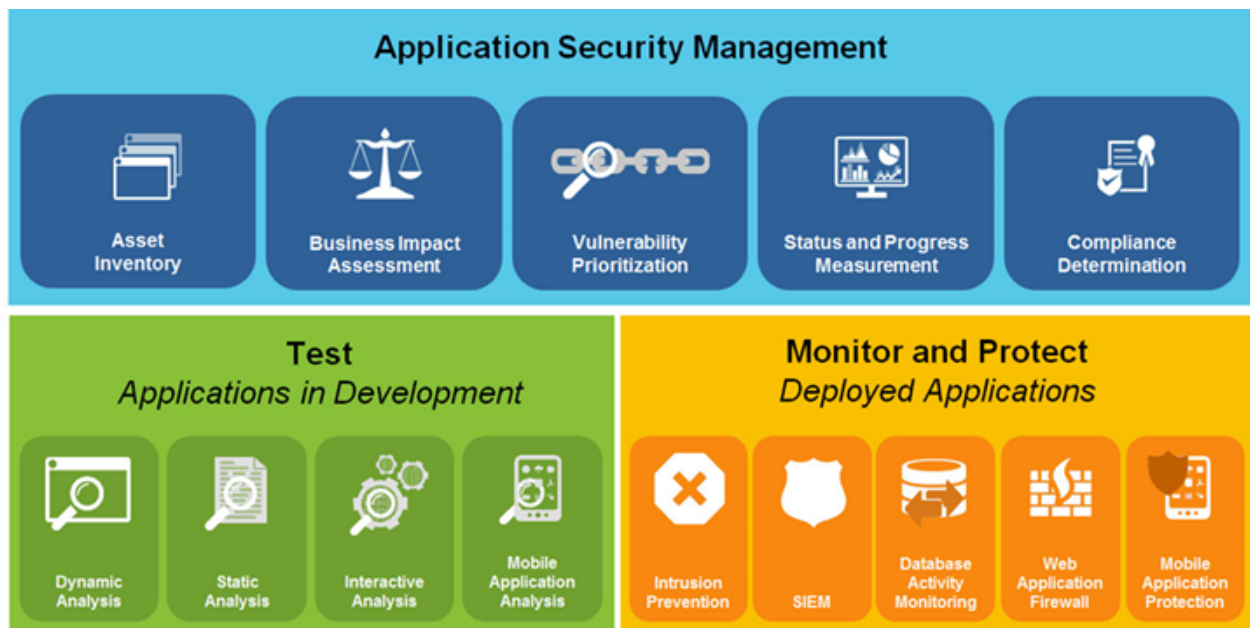 Application Security Management
Asset
Inventory
Business Impact
Assessment
Vulnerability
Prioritization
Status and Progress
Measurement
Compliance
Determination
Test
Applications in Development
Dynamic
Analysis
Static
Analysis
Interactive
Analysis
Mobile
Application
Analysis
Monitor and Protect
Deployed Applications
Intrusion
Prevention
SIEM
Database
Activity
Monitoring
Web
Application
Firewall
Mobile
Application
Protection